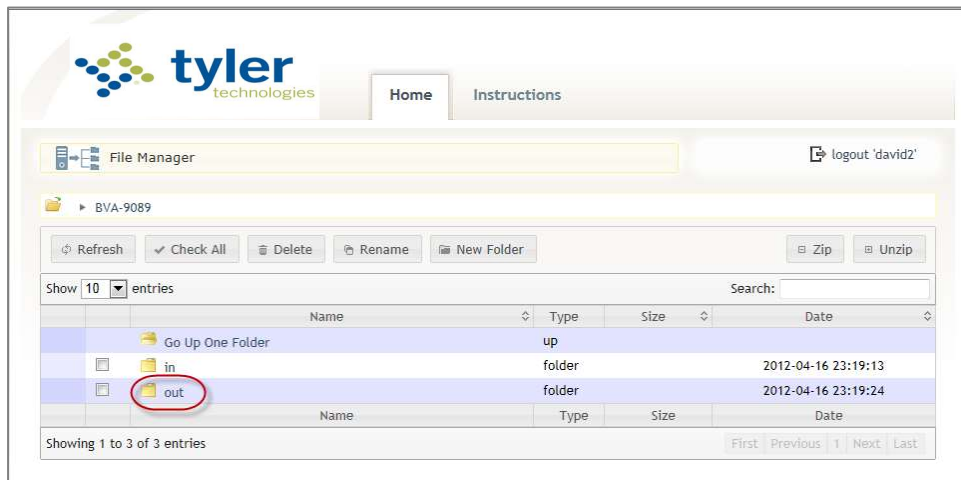 tyler
technologies
Home Instructions
File Manager
logout 'david2'
BVA-9089
Refresh Check All Delete Rename New Folder Zip Unzip
Show 10 entries Search:
Name Type Size Date
Go Up One Folder up
in folder 2012-04-16 23:19:13
out folder 2012-04-16 23:19:24
Name Type Size Date
Showing 1 to 3 of 3 entries First Previous 1 Next Last